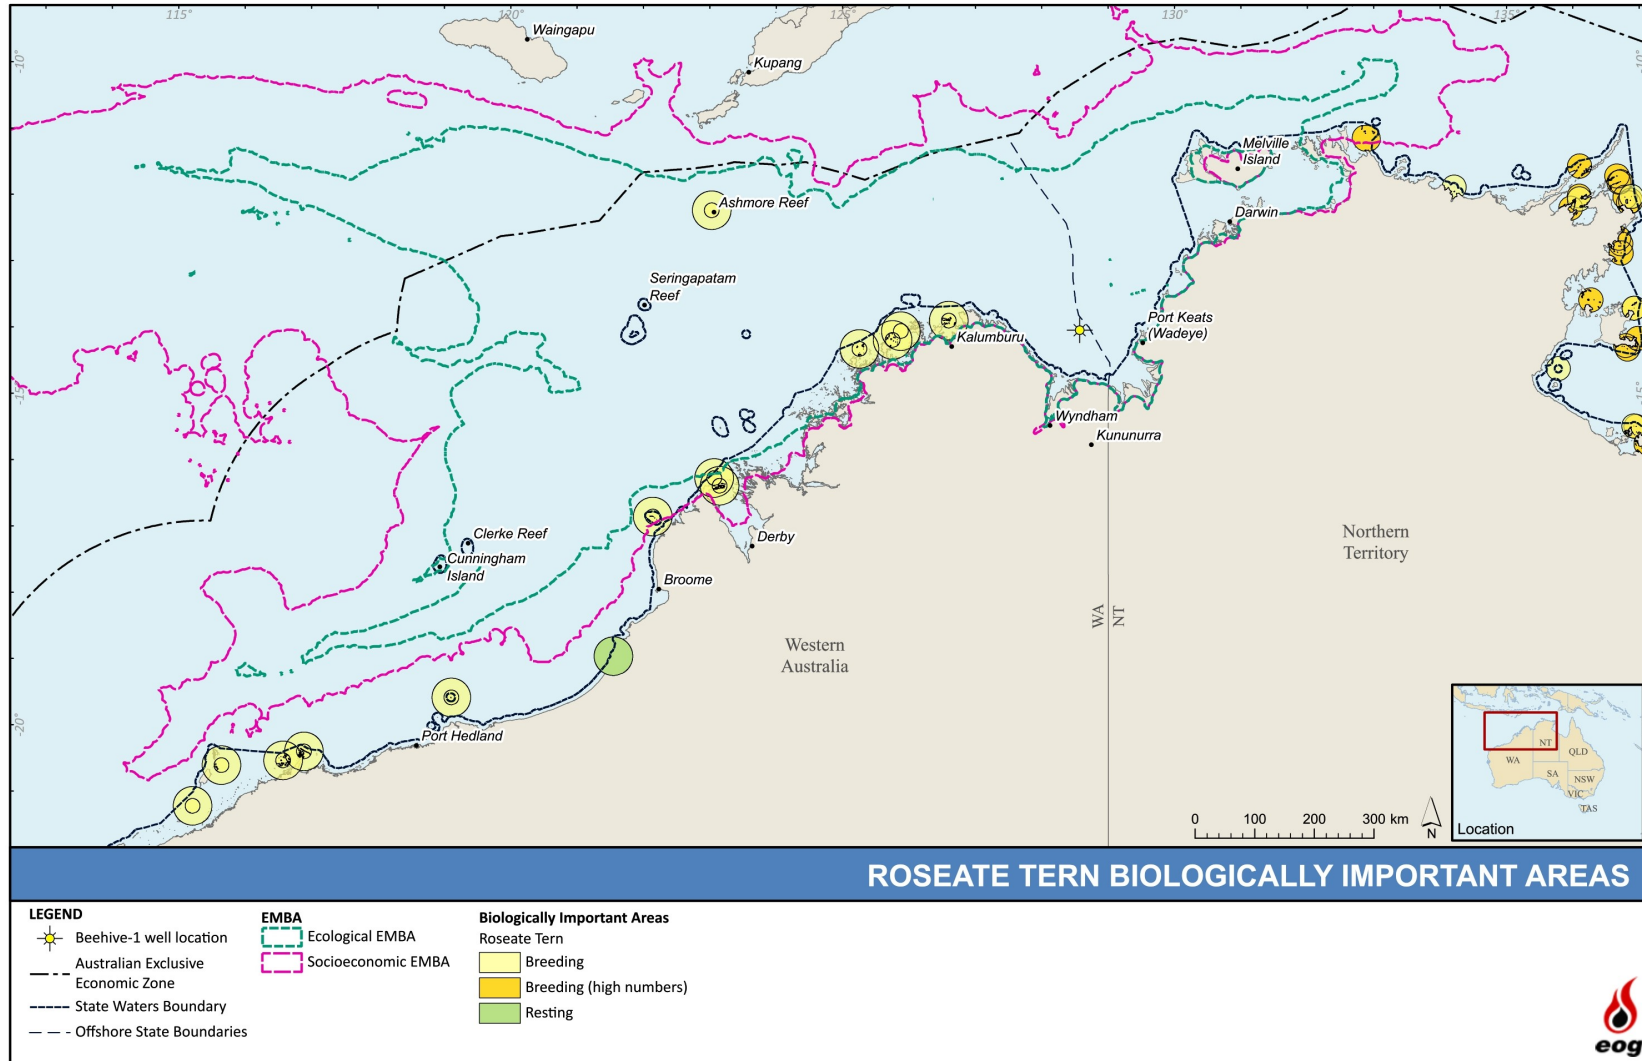 115°
120°
125°
130°
135°
-10°
-10°
Waingapu
Kupang
Melville
Island
Ashmore Reef
Darwin
Seringapatam
Reef
Port Keats
(Wadeye)
Kalumburu
-15°
Wyndham
Kununurra
Clerke Reef
Cunningham
Island
Derby
Northern
Territory
Broome
WA
NT
Western
Australia
-20°
Port Hedland
0 100 200 300 km
N
WA
NT
QLD
SA
NSW
VIC
TAS
Location
ROSEATE TERN BIOLOGICALLY IMPORTANT AREAS
LEGEND
Beehive-1 well location
Australian Exclusive
Economic Zone
State Waters Boundary
Offshore State Boundaries
EMBA
Ecological EMBA
Socioeconomic EMBA
Biologically Important Areas
Roseate Tern
Breeding
Breeding (high numbers)
Resting
eog